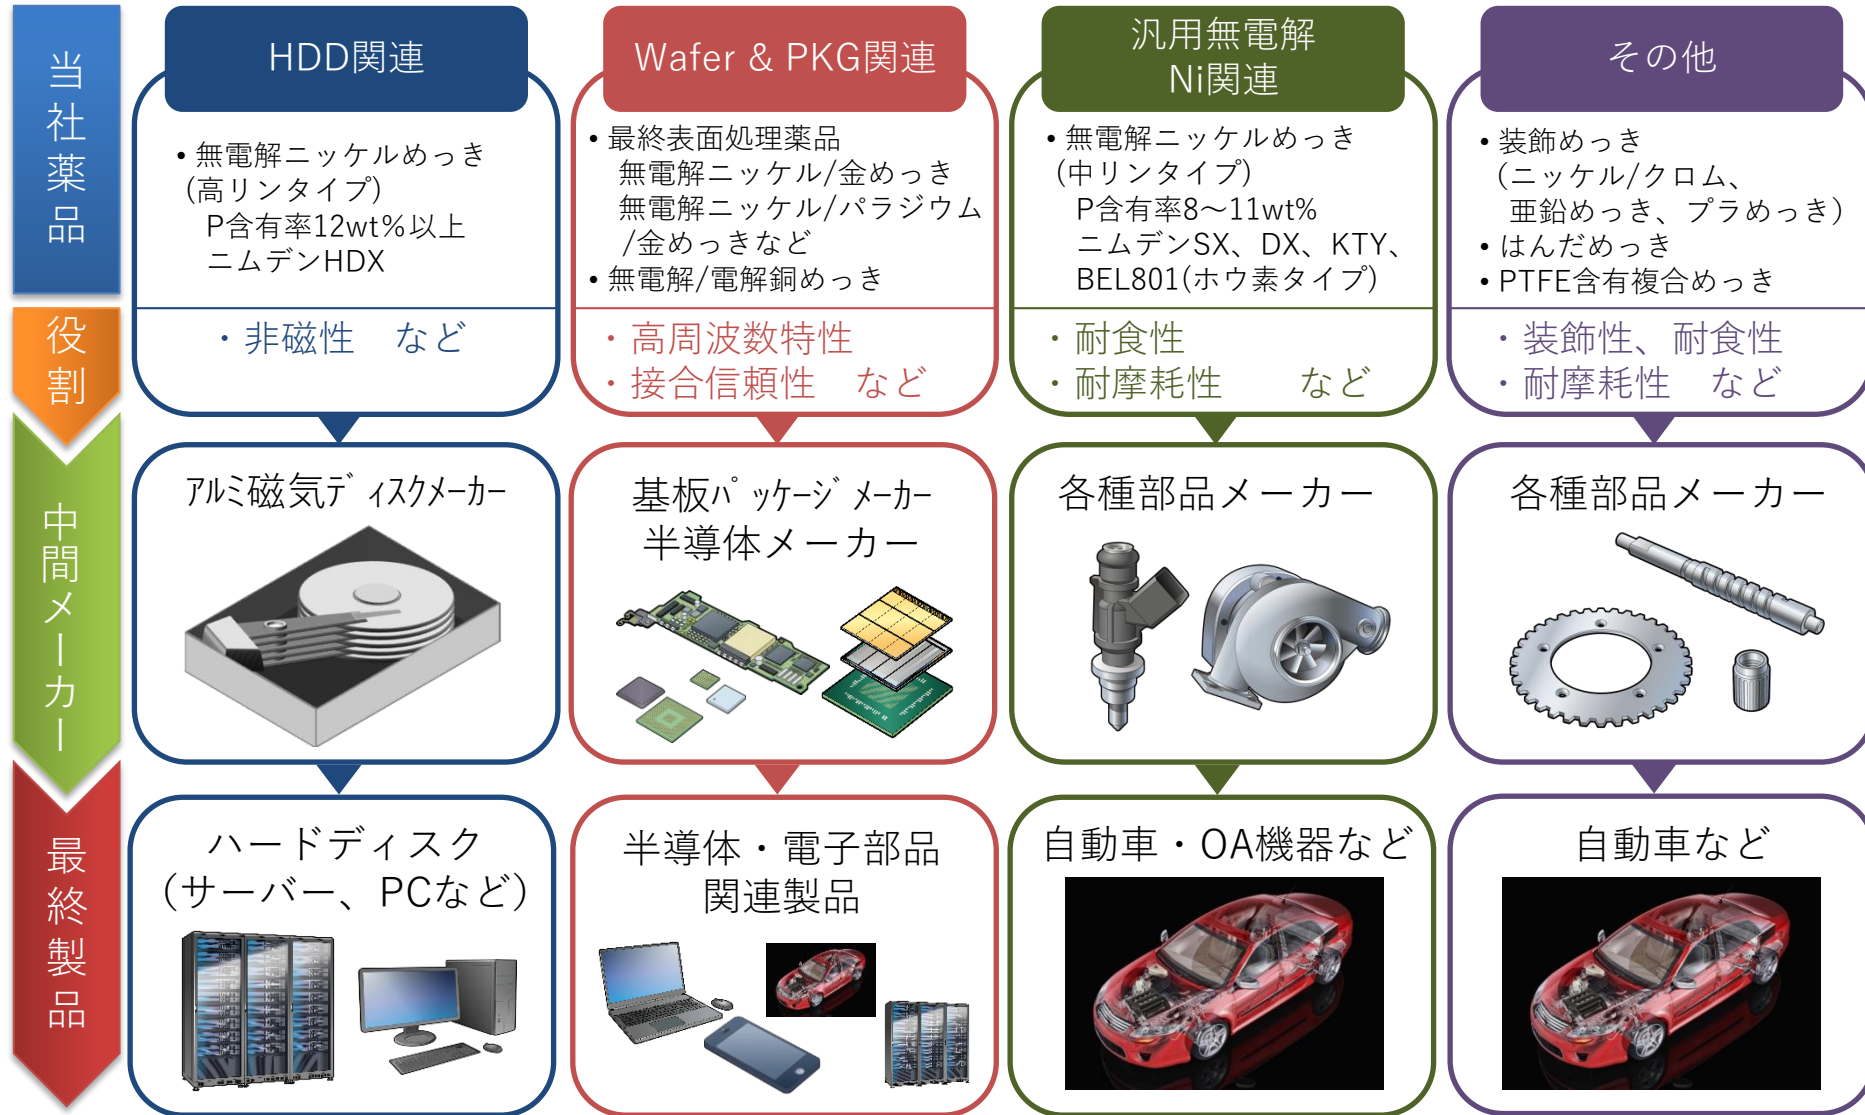 当社薬品
HDD関連
・無電解ニッケルめっき
(高リンタイプ)
P含有率12wt%以上
ニムデンHDX
Wafer & PKG関連
・最終表面処理薬品
無電解ニッケル/金めっき
無電解ニッケル/パラジウム
/金めっきなど
・無電解/電解銅めっき
汎用無電解
Ni関連
・無電解ニッケルめっき
(中リンタイプ)
P含有率8～11wt%
ニムデンSX、DX、KTY、
BEL801(ホウ素タイプ)
その他
・装飾めっき
(ニッケル/クロム、
亜鉛めっき、プラめっき)
・はんだめっき
・PTFE含有複合めっき
役割
・非磁性　など
・高周波数特性
・接合信頼性　など
・耐食性
・耐摩耗性　　など
・装飾性、耐食性
・耐摩耗性　など
中間メーカー
ｱﾙﾐ磁気ﾃﾞｨｽｸﾒｰｶｰ
基板ﾊﾟｯｹｰｼﾞﾒｰｶｰ
半導体メーカー
各種部品メーカー
各種部品メーカー
最終製品
ハードディスク
(サーバー、PCなど)
半導体・電子部品
関連製品
自動車・OA機器など
自動車など